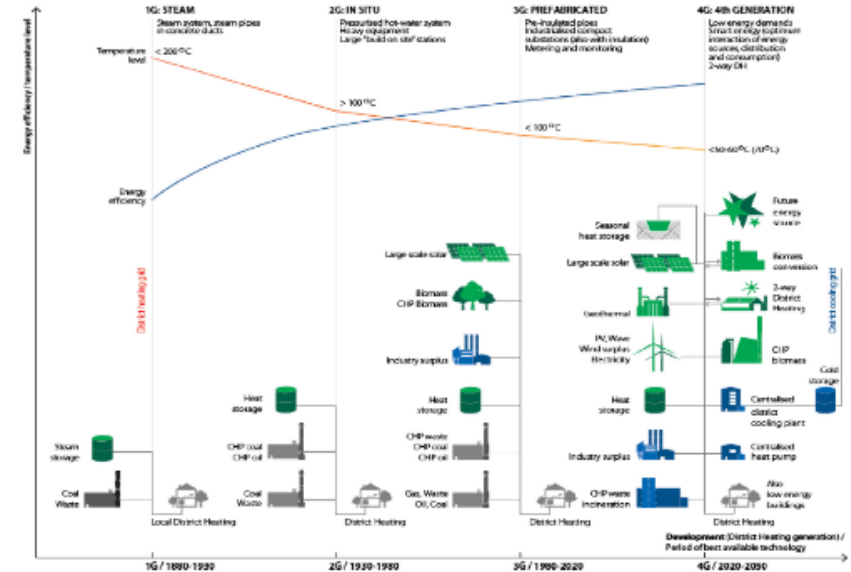 1G: STEAM
Steam system, steam pipes
in concrete ducts
2G: IN SITU
Pressurised hot-water system
Heavy equipment
Large "build on site" stations
3G: PREFABRICATED
Pre-insulated pipes
Industrialised compact
substations (also with insulation)
Metering and monitoring
4G: 4th GENERATION
Low energy demands
Smart energy (optimum
interaction of energy
sources, distribution
and consumption)
2-way DH
Energy efficiency / temperature level
Temperature
level
< 200 °C
> 100 °C
< 100 °C
Energy
efficiency
District heating grid
District cooling grid
Steam
storage
Coal
Waste
Local District Heating
Heat
storage
CHP coal
CHP oil
Coal
Waste
District Heating
Large scale solar
Biomass
CHP Biomass
Industry surplus
Heat
storage
CHP waste
CHP coal
CHP oil
Gas, Waste
Oil, Coal
District Heating
Seasonal
heat storage
Large scale solar
Geothermal
PV, Wave
Wind surplus
Electricity
Heat
storage
Industry surplus
CHP waste
incineration
Future
energy
source
Biomass
conversion
2-way
District
Heating
CHP
biomass
Cold
storage
Centralised
district
cooling plant
Centralised
heat pump
Also
low energy
buildings
District Heating
Development (District Heating generation) /
Period of best available technology
1G / 1880-1930
2G / 1930-1980
3G / 1980-2020
4G / 2020-2050